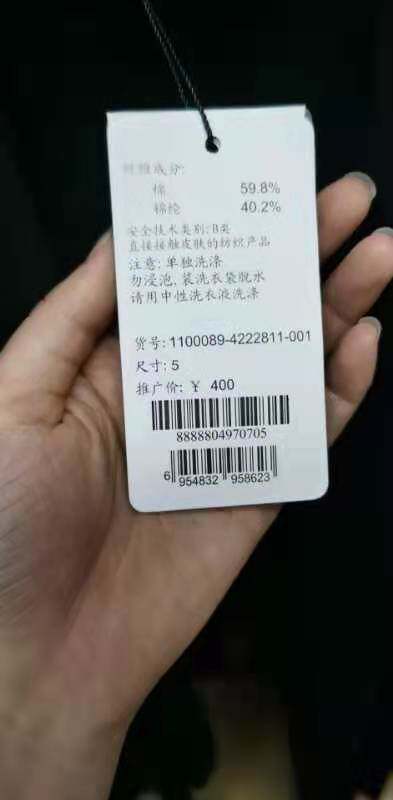 纤维成分:
棉 59.8%
锦纶 40.2%
安全技术类别: B类
直接接触皮肤的纺织产品
注意: 单独洗涤
勿浸泡, 装洗衣袋脱水
请用中性洗衣液洗涤
货号: 1100089-4222811-001
尺寸: 5
推广价: ¥ 400
8888804970705
6 954832 958623